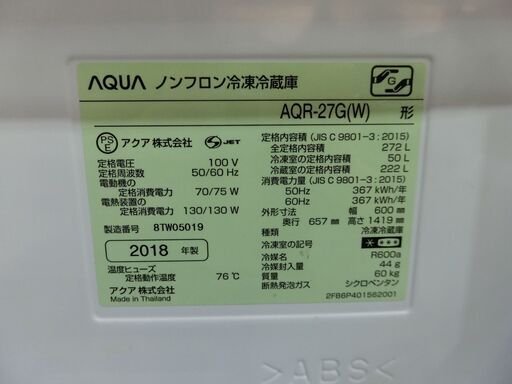 AQUA ノンフロン冷凍冷蔵庫
AQR-27G(W) 形
PS E アクア株式会社 S-JET
定格電圧 100 V
定格周波数 50/60 Hz
電動機の
定格消費電力 70/75 W
電熱装置の
定格消費電力 130/130 W
製造番号 8TW05019
2018 年製
温度ヒューズ
定格動作温度 76℃
アクア株式会社
Made in Thailand
定格内容積 (JIS C 9801-3 : 2015)
全定格内容積 272 L
冷凍室の定格内容積 50 L
冷蔵室の定格内容積 222 L
消費電力量 (JIS C 9801-3 : 2015)
50Hz 367 kWh/年
60Hz 367 kWh/年
外形寸法 幅 600 ㎜
奥行 657 ㎜ 高さ 1419 ㎜
種類 冷凍冷蔵庫
冷凍室の記号
冷媒名 R600a
冷媒封入量 44 g
質量 60 kg
断熱発泡ガス シクロペンタン
2FB6P401562001
>ABS<